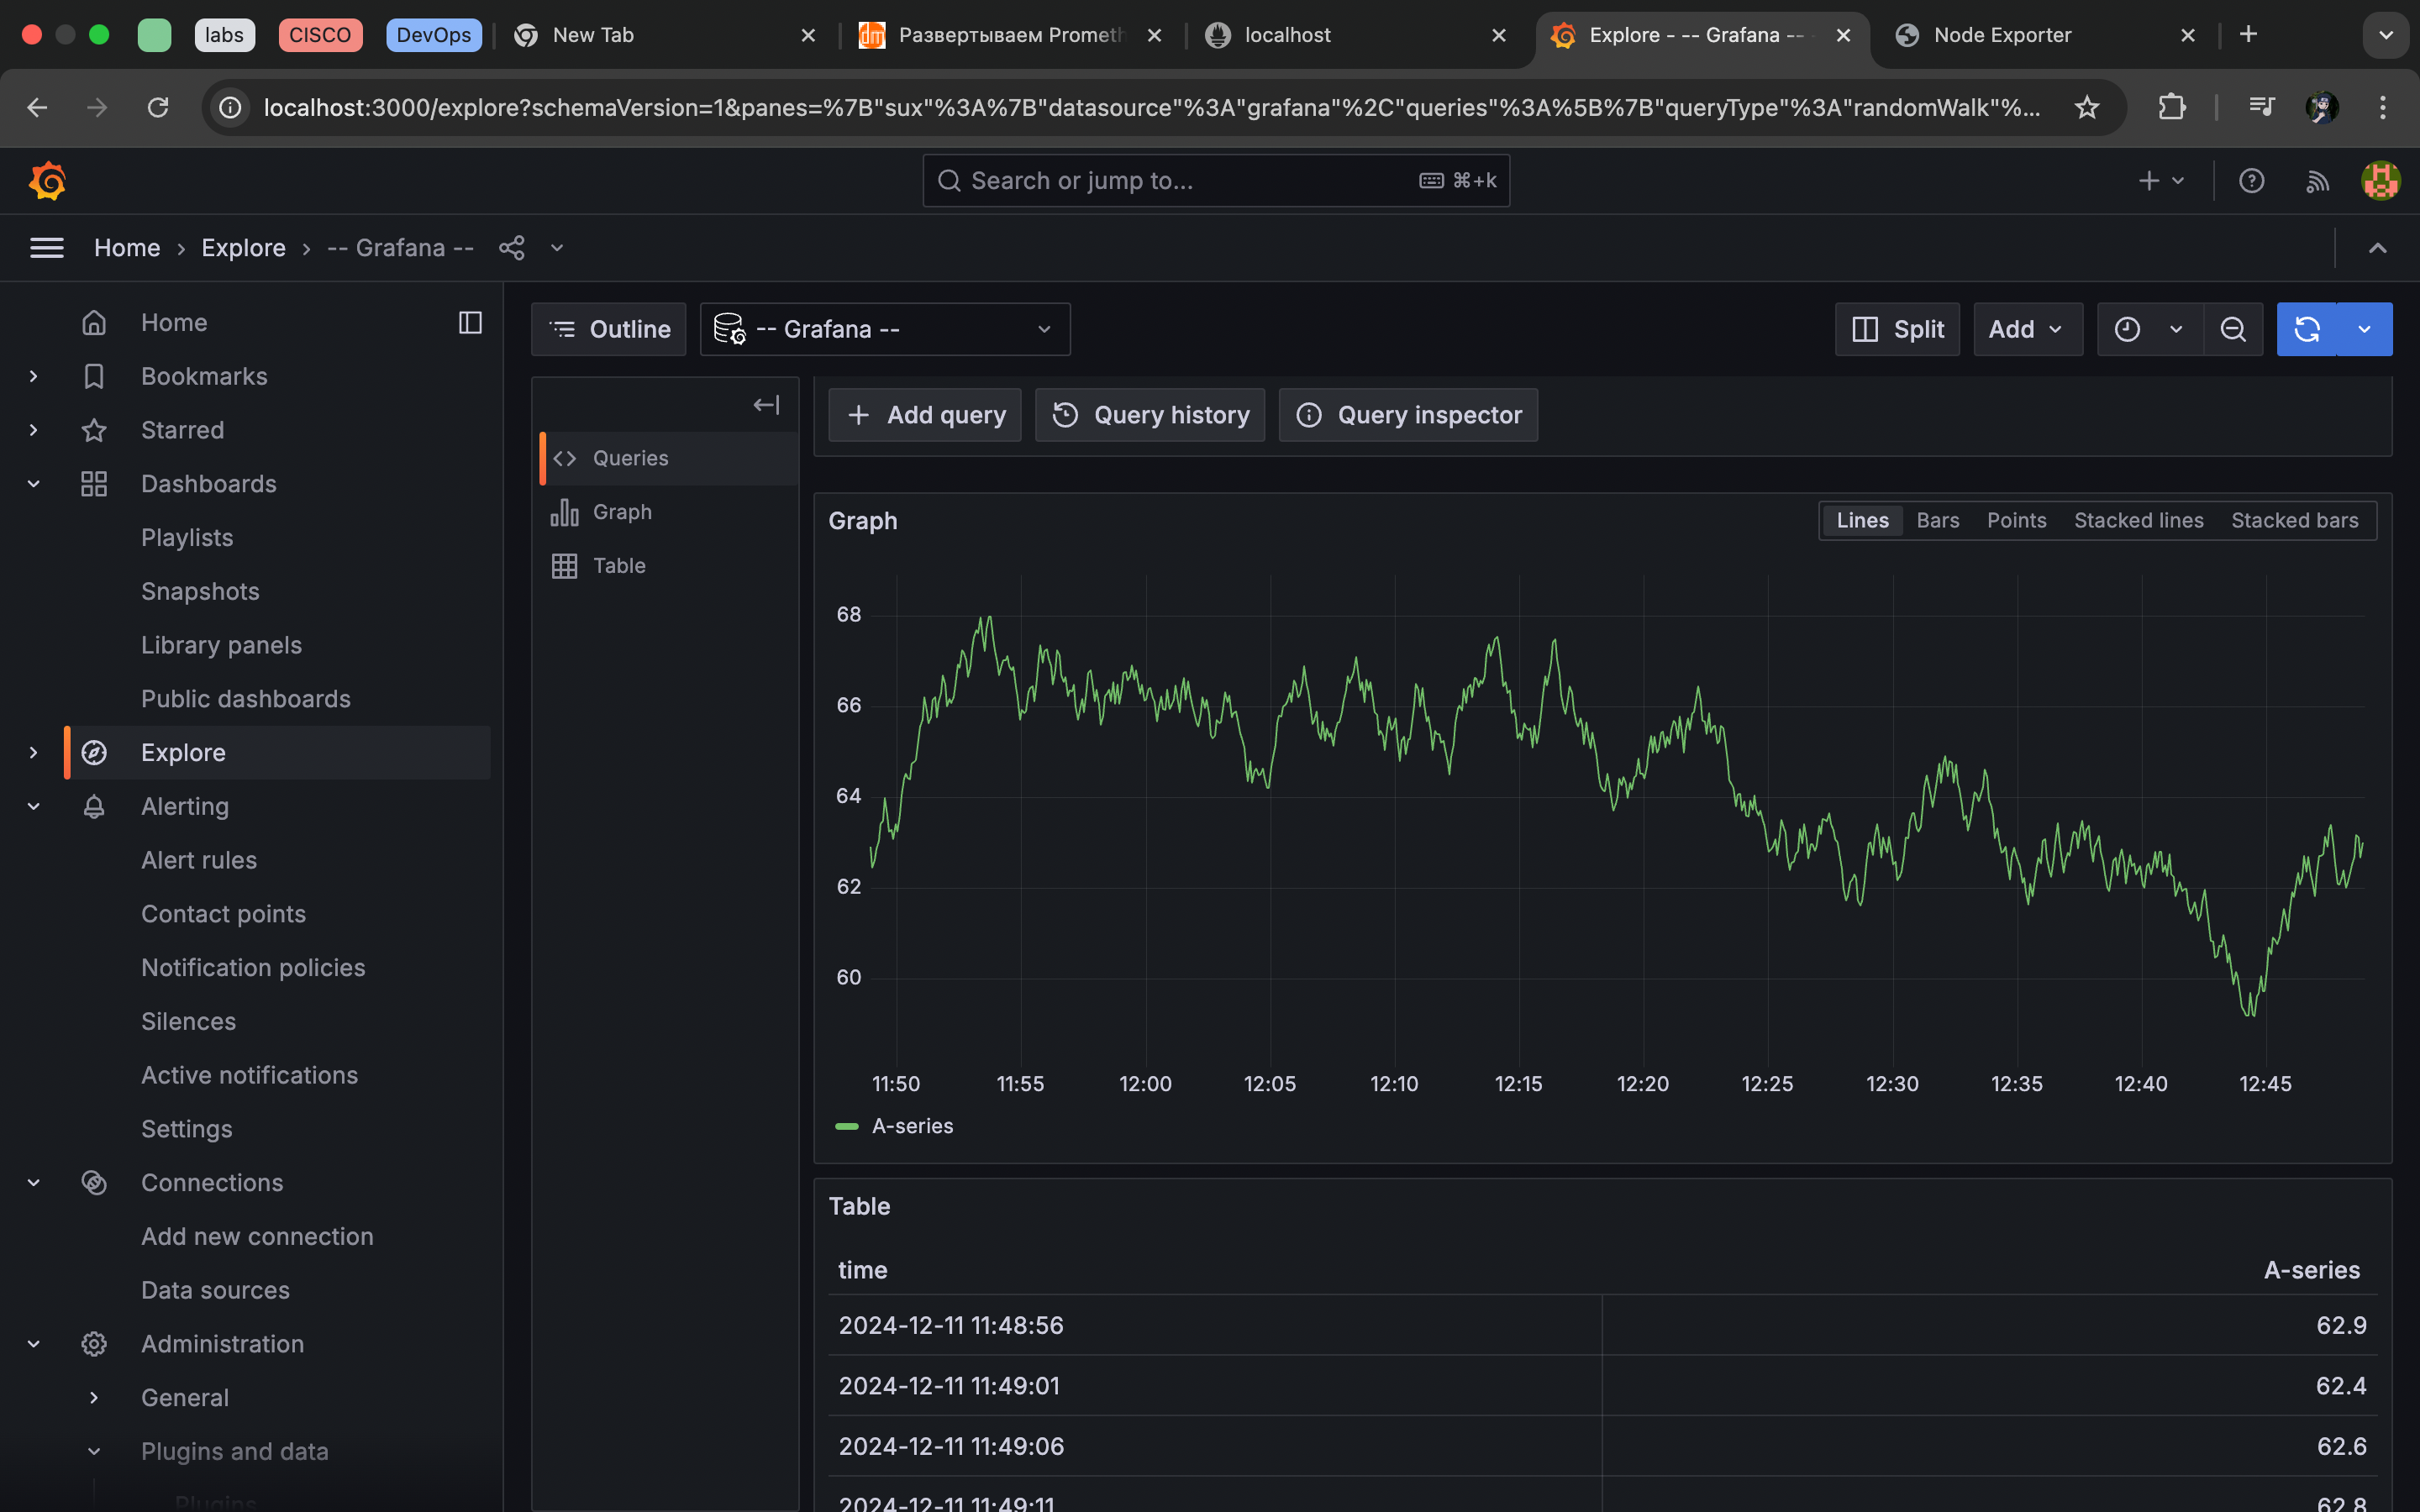 labs CISCO DevOps New Tab Развертываем Prometh localhost Explore - -- Grafana -- Node Exporter
localhost:3000/explore?schemaVersion=1&panes=%7B"sux"%3A%7B"datasource"%3A"grafana"%2C"queries"%3A%5B%7B"queryType"%3A"randomWalk"%...
Search or jump to... ⌘+k
Home › Explore › -- Grafana --
Home
Bookmarks
Starred
Dashboards
Playlists
Snapshots
Library panels
Public dashboards
Explore
Alerting
Alert rules
Contact points
Notification policies
Silences
Active notifications
Settings
Connections
Add new connection
Data sources
Administration
General
Plugins and data
Plugins
Outline -- Grafana -- Split Add
Queries
Graph
Table
Add query Query history Query inspector
Graph Lines Bars Points Stacked lines Stacked bars
68
66
64
62
60
11:50 11:55 12:00 12:05 12:10 12:15 12:20 12:25 12:30 12:35 12:40 12:45
A-series
Table
time A-series
2024-12-11 11:48:56 62.9
2024-12-11 11:49:01 62.4
2024-12-11 11:49:06 62.6
2024-12-11 11:49:11 62.8